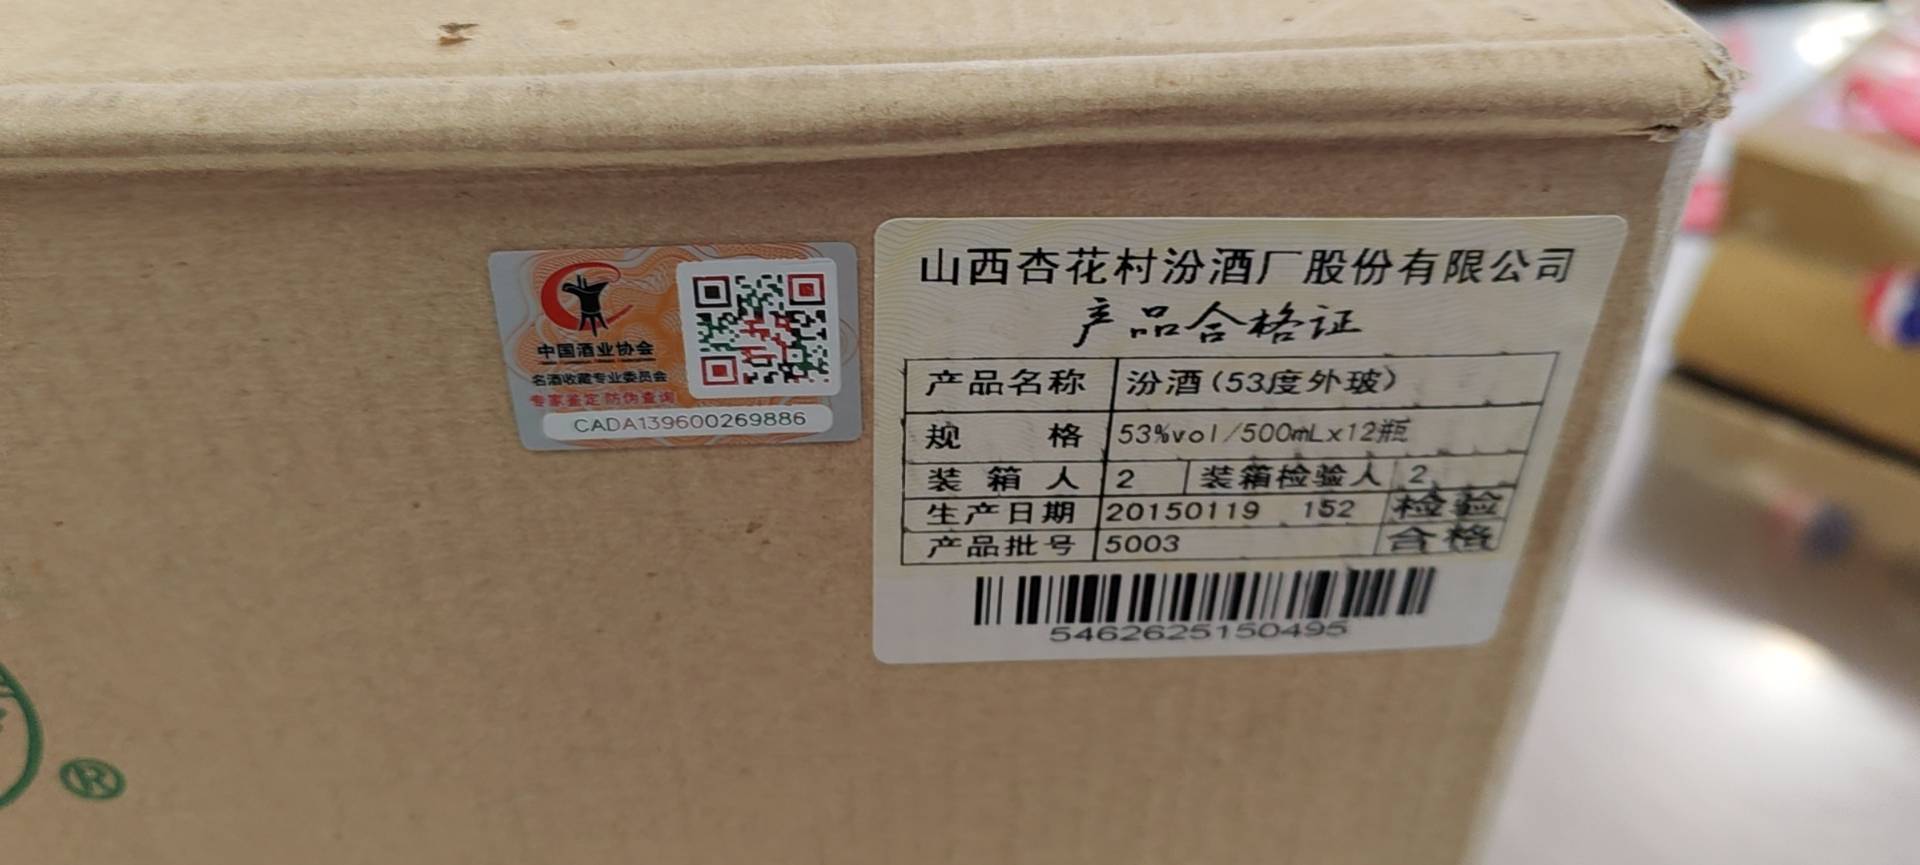 中国酒业协会
名酒收藏专业委员会
专家鉴定 防伪查询
CADA139600269886
山西杏花村汾酒厂股份有限公司
产品合格证
产品名称 汾酒(53度外玻)
规 格 53%vol/500mLx12瓶
装 箱 人 2 装箱检验人 2
生产日期 20150119 152 检验
产品批号 5003 合格
5462625150495
®